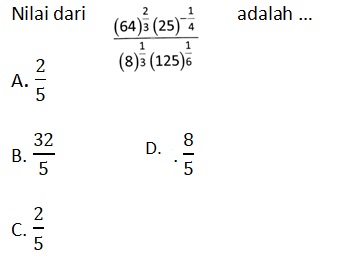 Nilai dari (64)^{2/3} (25)^{-1/4} / (8)^{1/3} (125)^{1/6} adalah ...
A. 2/5
B. 32/5
D. . 8/5
C. 2/5